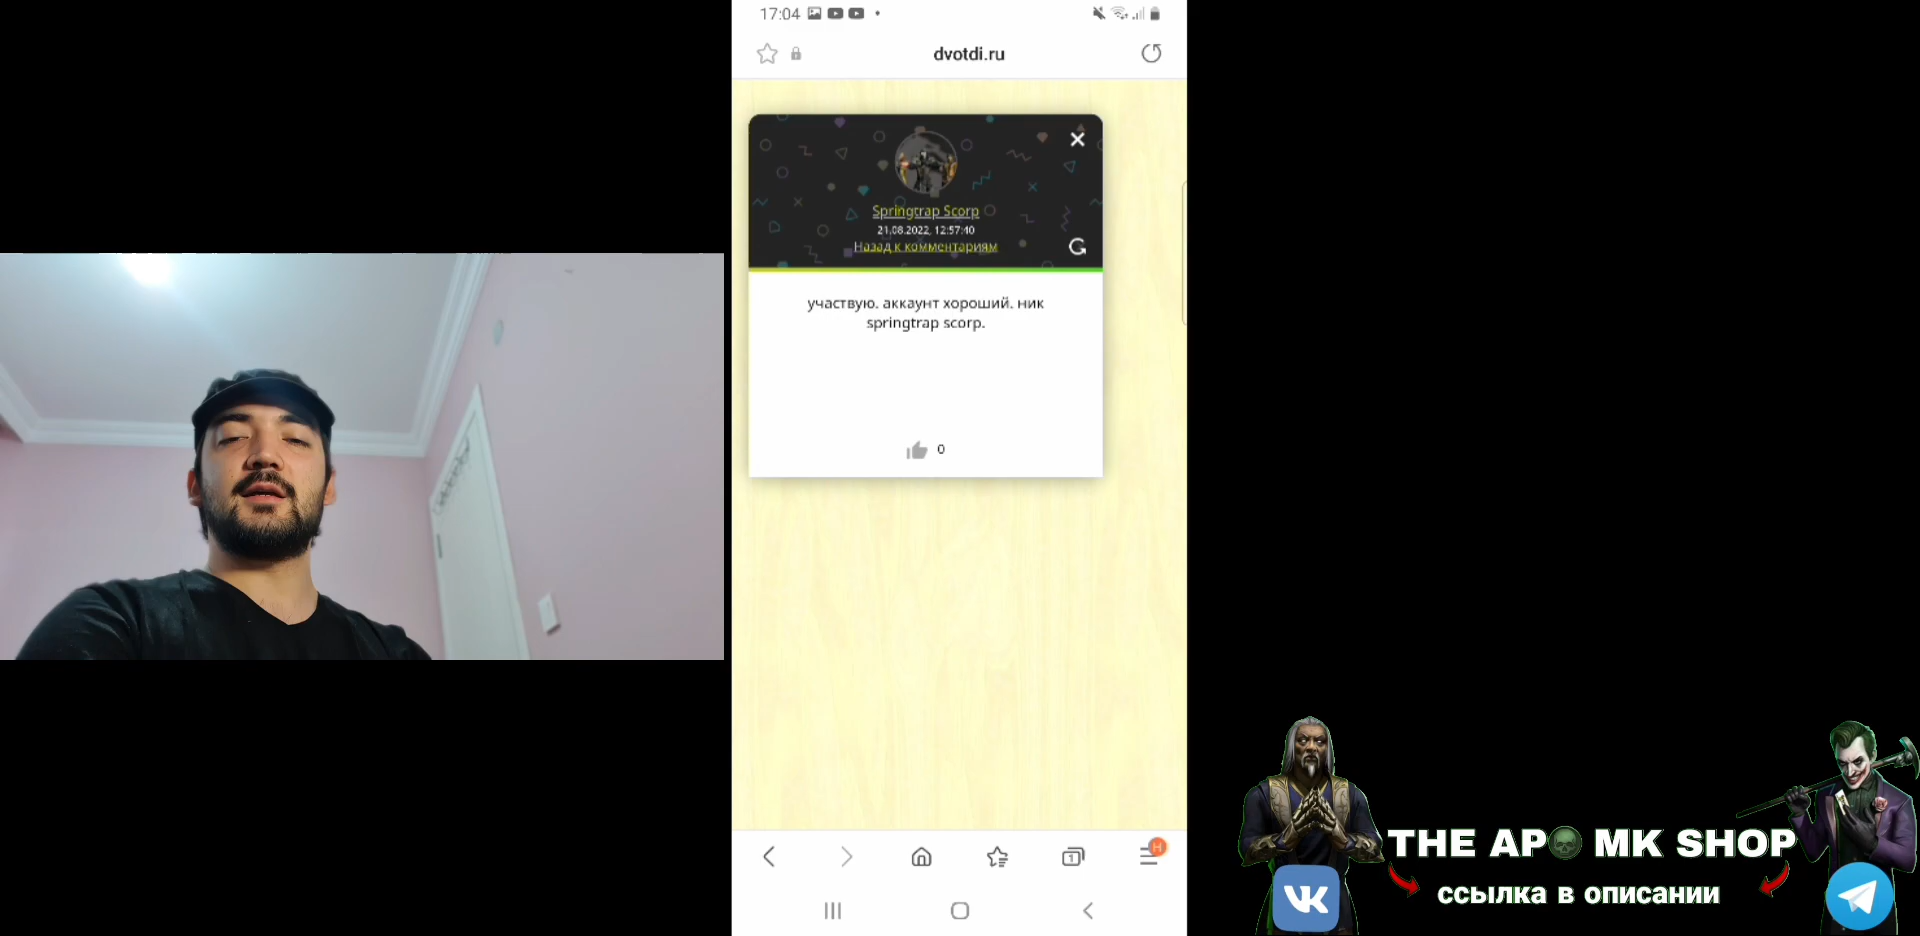 17:04
dvotdi.ru
Springtrap Scorp
21.08.2022, 12:57:40
Назад к комментариям
участвую. аккаунт хороший. ник
springtrap scorp.
0
1
H
THE APO MK SHOP
ссылка в описании